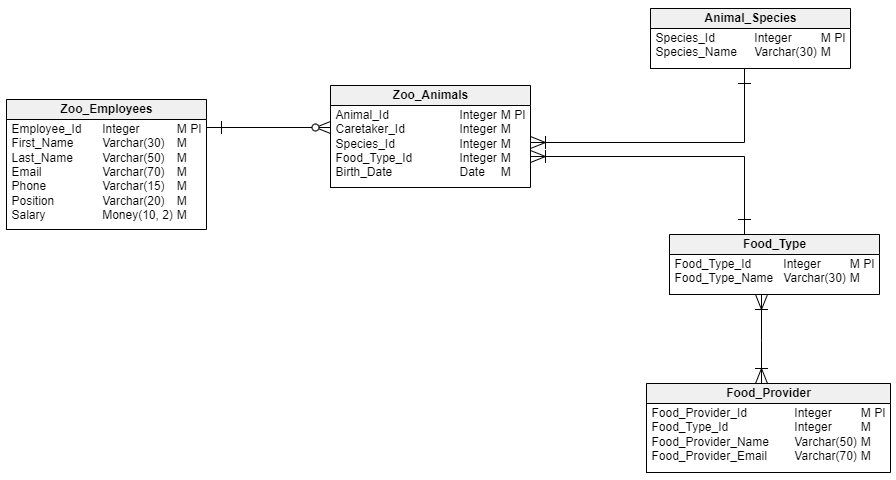 Animal_Species
Species_Id Integer M PI
Species_Name Varchar(30) M
Zoo_Employees
Employee_Id Integer M PI
First_Name Varchar(30) M
Last_Name Varchar(50) M
Email Varchar(70) M
Phone Varchar(15) M
Position Varchar(20) M
Salary Money(10, 2) M
Zoo_Animals
Animal_Id Integer M PI
Caretaker_Id Integer M
Species_Id Integer M
Food_Type_Id Integer M
Birth_Date Date M
Food_Type
Food_Type_Id Integer M PI
Food_Type_Name Varchar(30) M
Food_Provider
Food_Provider_Id Integer M PI
Food_Type_Id Integer M
Food_Provider_Name Varchar(50) M
Food_Provider_Email Varchar(70) M